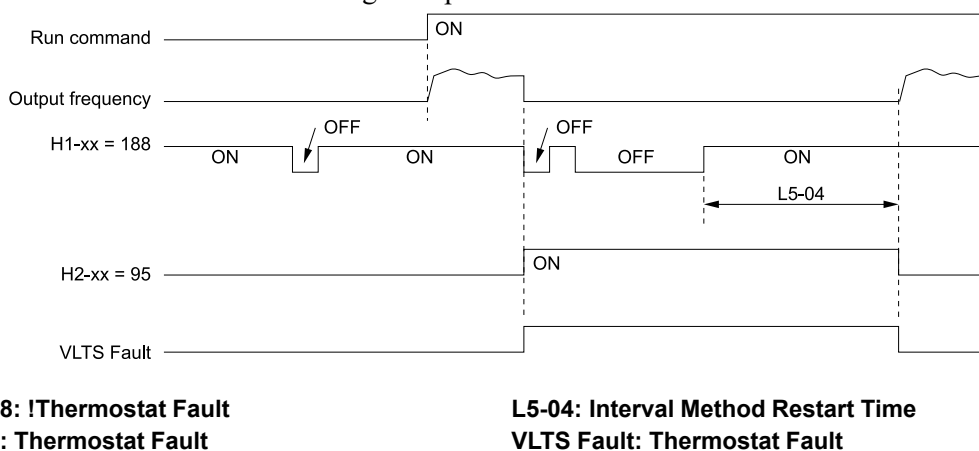 Run command
ON
Output frequency
OFF
OFF
H1-xx = 188
ON
ON
OFF
ON
L5-04
H2-xx = 95
ON
VLTS Fault
8: !Thermostat Fault
L5-04: Interval Method Restart Time
: Thermostat Fault
VLTS Fault: Thermostat Fault